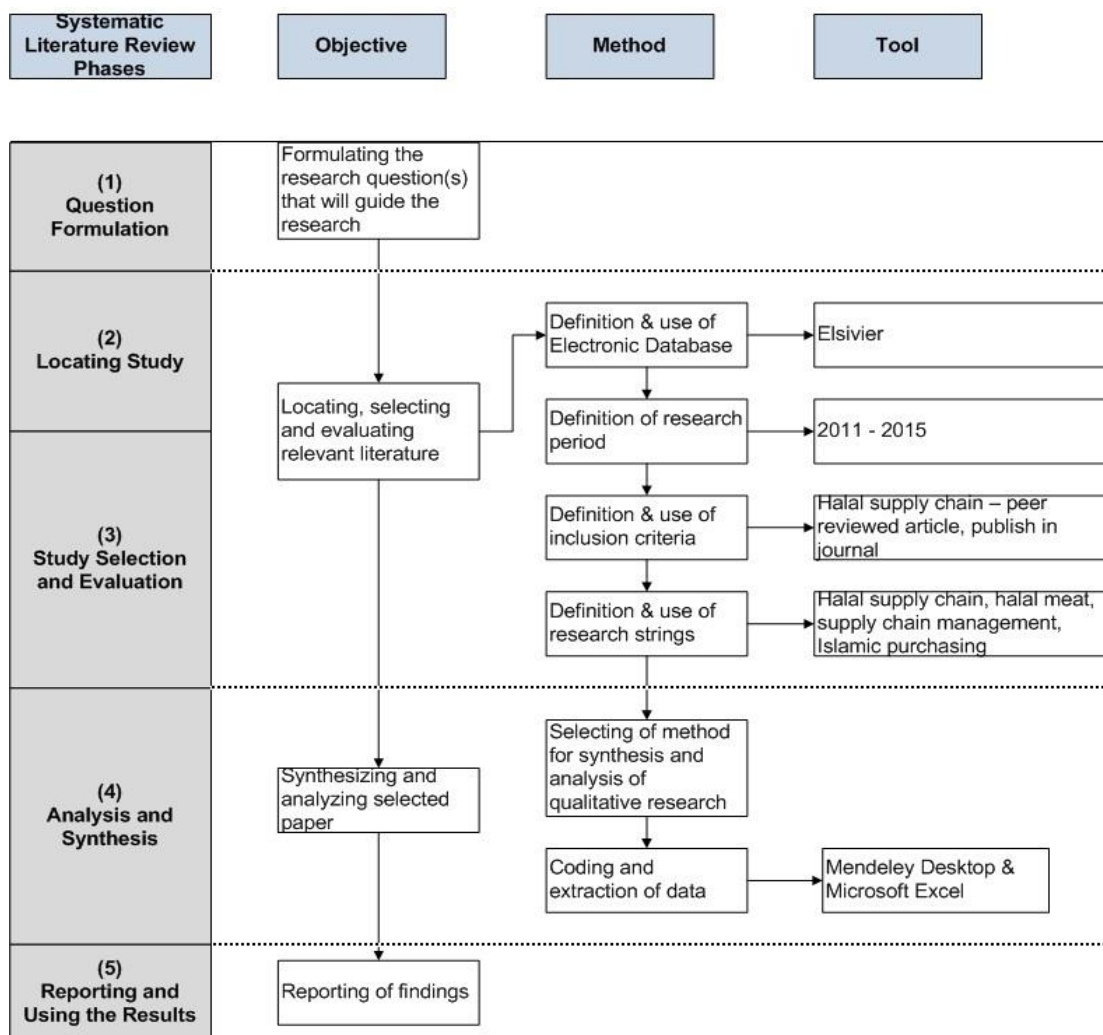 Systematic
Literature Review
Phases
Objective
Method
Tool
(1)
Question
Formulation
Formulating the
research question(s)
that will guide the
research
(2)
Locating Study
Definition & use of
Electronic Database
Elsivier
Locating, selecting
and evaluating
relevant literature
Definition of research
period
2011 - 2015
(3)
Study Selection
and Evaluation
Definition & use of
inclusion criteria
Halal supply chain – peer
reviewed article, publish in
journal
Definition & use of
research strings
Halal supply chain, halal meat,
supply chain management,
Islamic purchasing
(4)
Analysis and
Synthesis
Synthesizing and
analyzing selected
paper
Selecting of method
for synthesis and
analysis of
qualitative research
Coding and
extraction of data
Mendeley Desktop &
Microsoft Excel
(5)
Reporting and
Using the Results
Reporting of findings